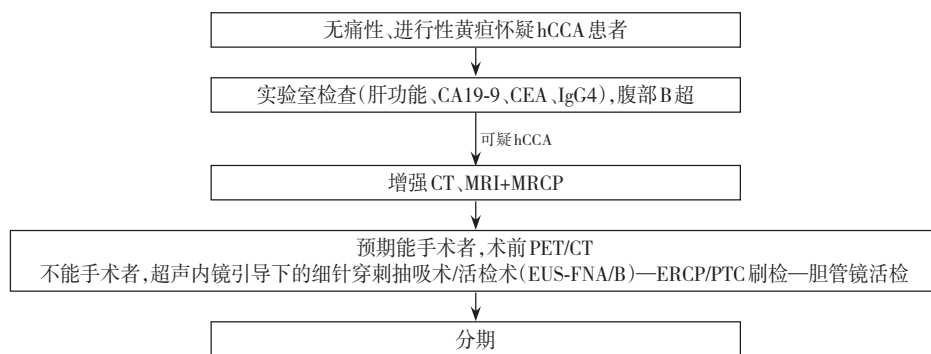 无痛性、进行性黄疸怀疑hCCA患者
实验室检查(肝功能、CA19-9、CEA、IgG4),腹部B超
可疑hCCA
增强CT、MRI+MRCP
预期能手术者,术前PET/CT
不能手术者,超声内镜引导下的细针穿刺抽吸术/活检术(EUS-FNA/B)—ERCP/PTC刷检—胆管镜活检
分期